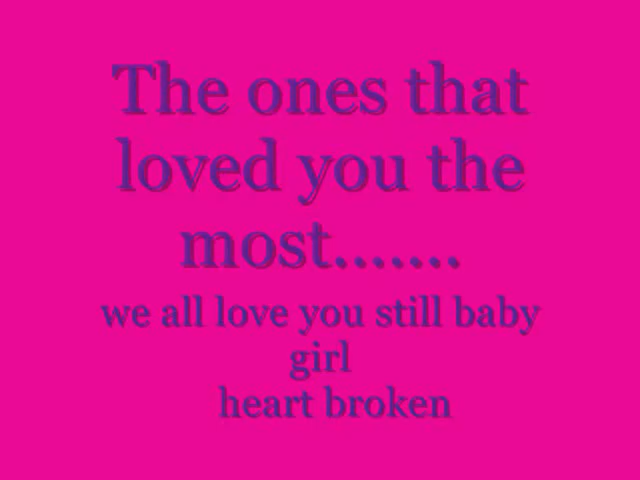 The ones that
loved you the
most.......
we all love you still baby
girl
heart broken